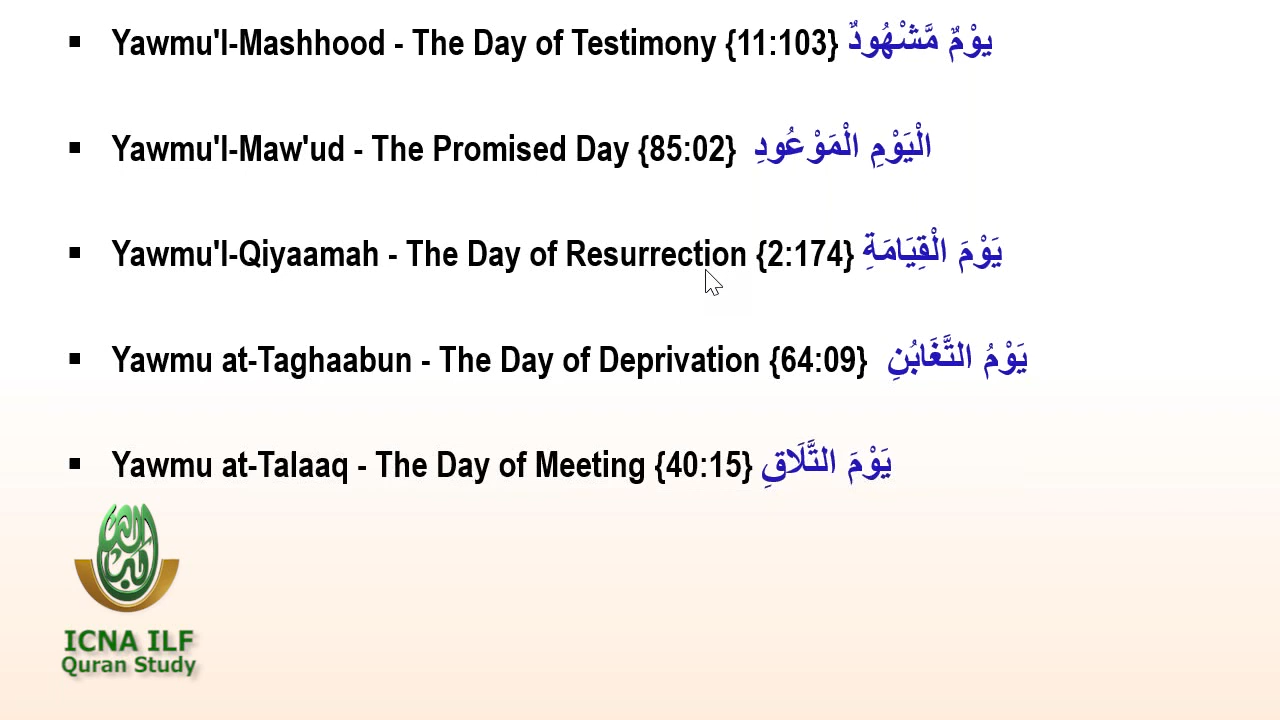 ▪ Yawmu'l-Mashhood - The Day of Testimony {11:103} يوْمٌ مَّشْهُودٌ
▪ Yawmu'l-Maw'ud - The Promised Day {85:02} الْيَوْمِ الْمَوْعُودِ
▪ Yawmu'l-Qiyaamah - The Day of Resurrection {2:174} يَوْمَ الْقِيَامَةِ
▪ Yawmu at-Taghaabun - The Day of Deprivation {64:09} يَوْمُ التَّغَابُنِ
▪ Yawmu at-Talaaq - The Day of Meeting {40:15} يَوْمَ التَّلَاقِ
ICNA ILF
Quran Study